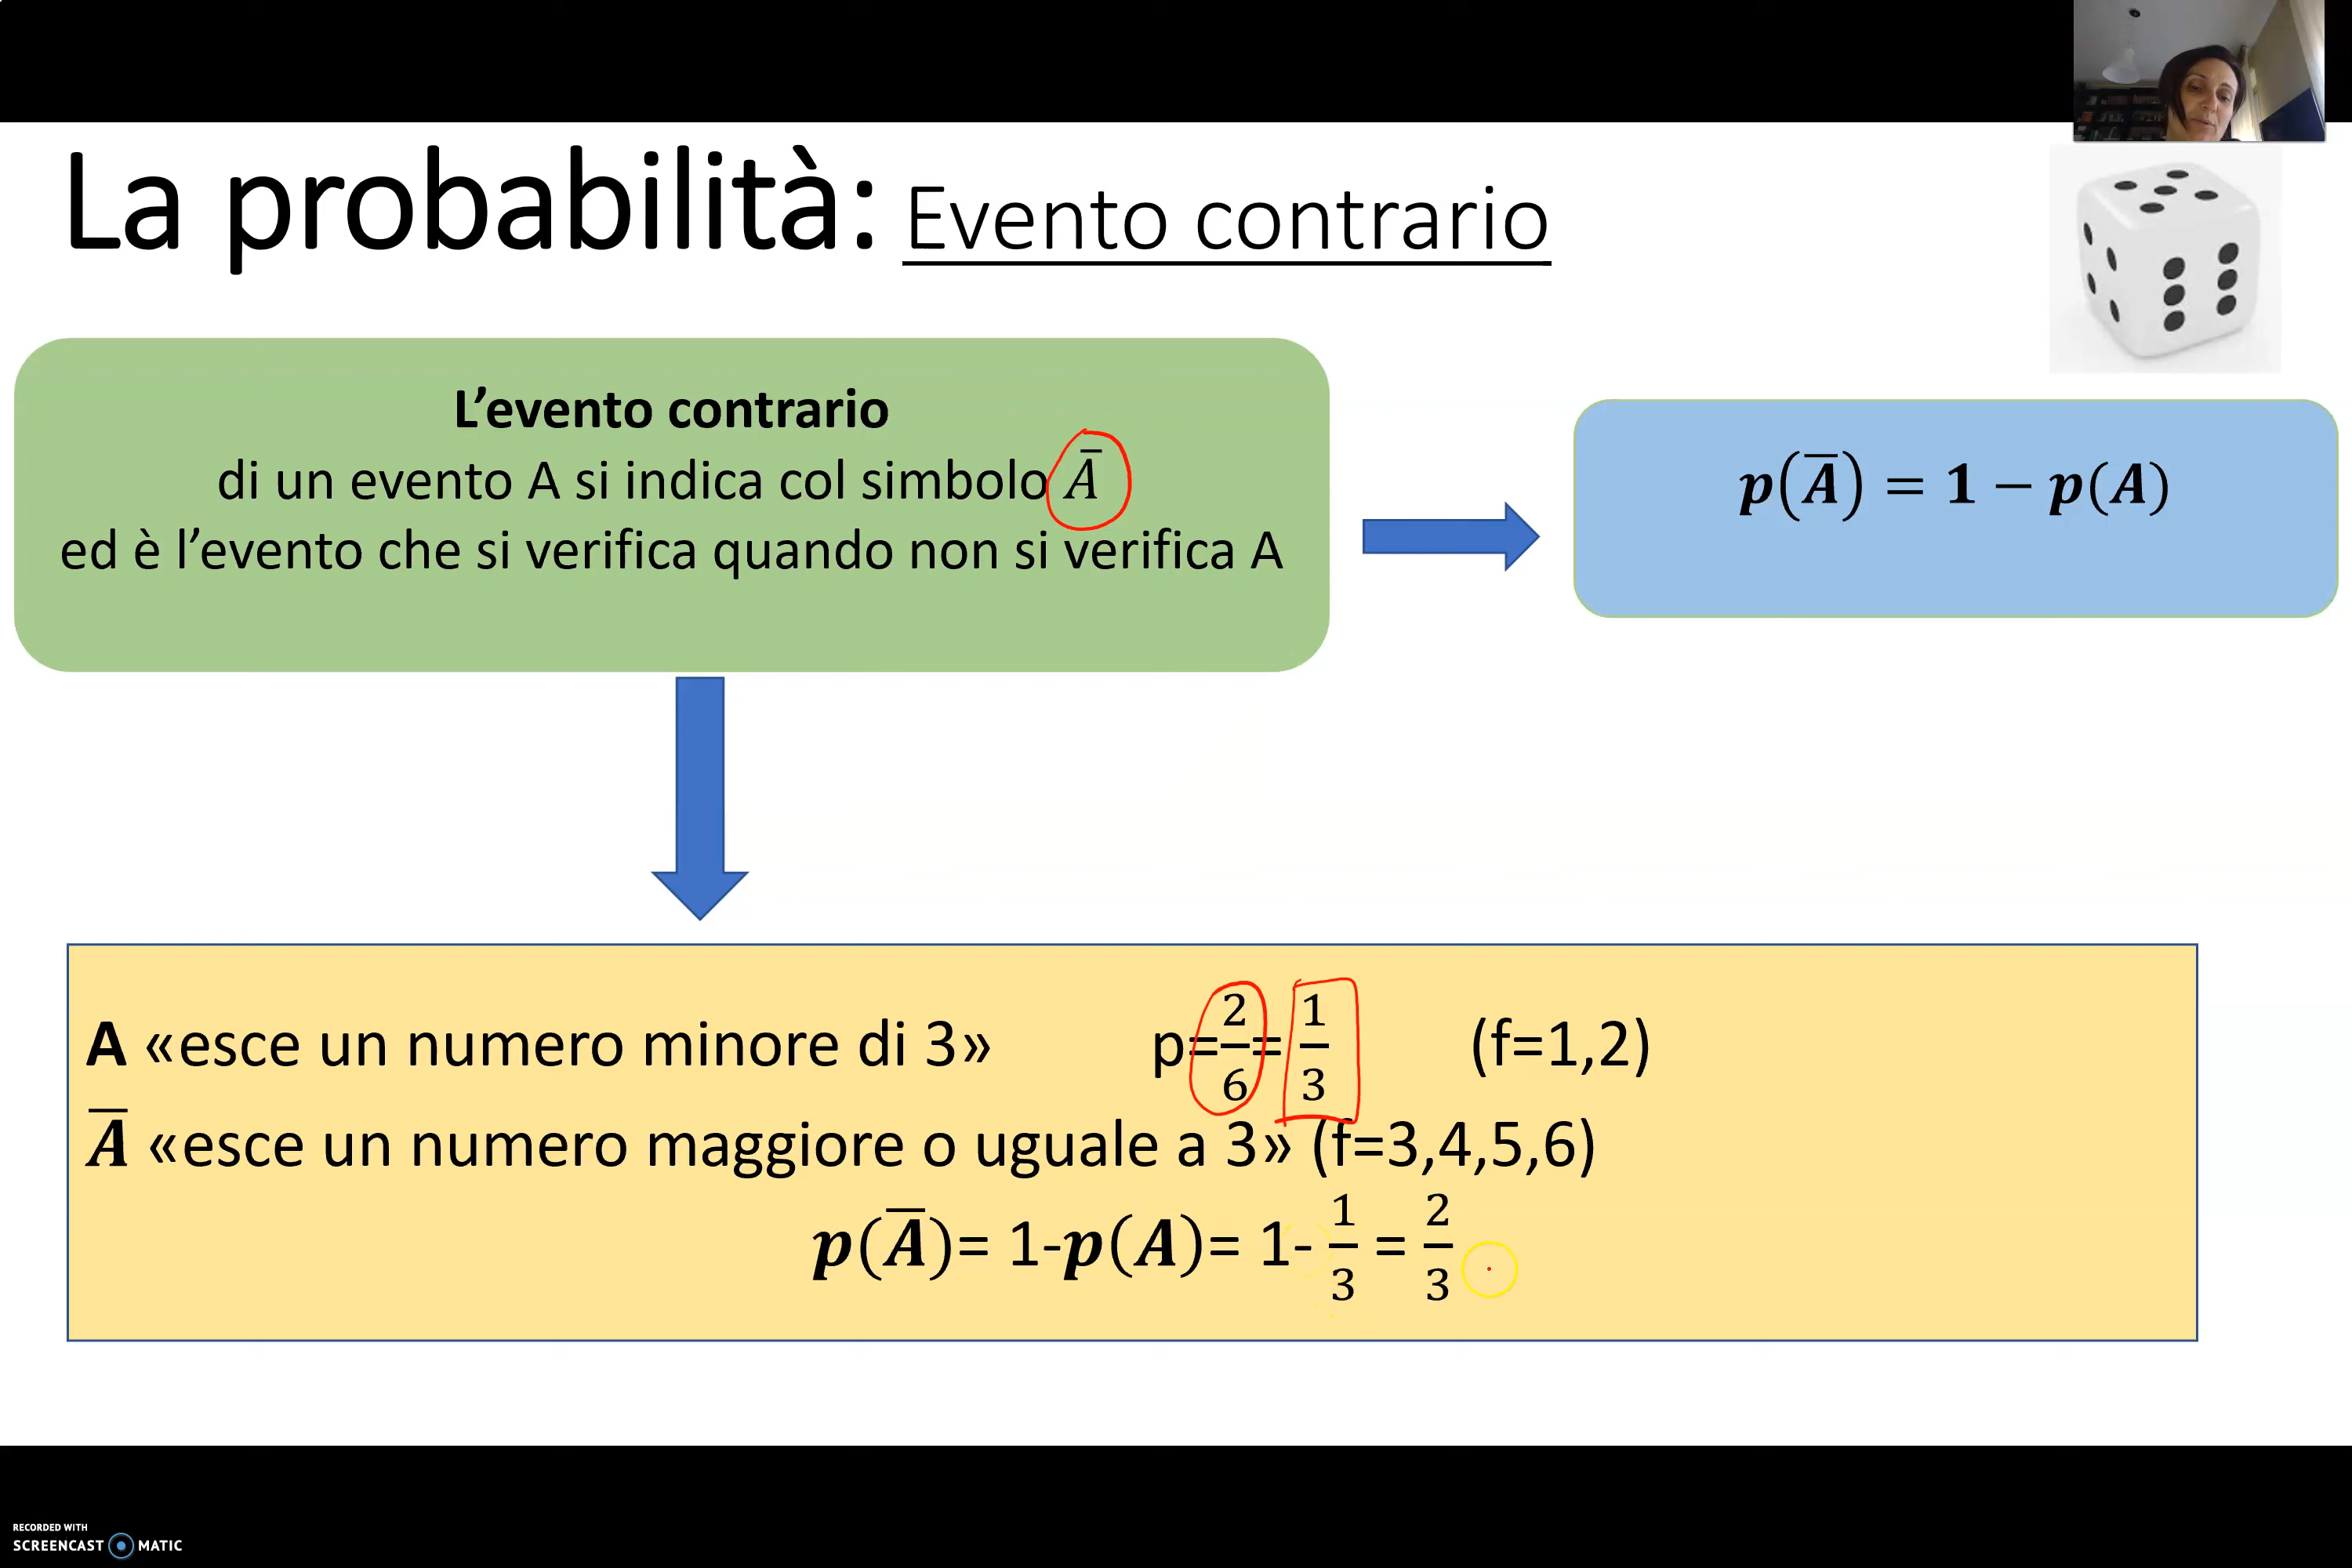 La probabilità: Evento contrario
L’evento contrario
di un evento A si indica col simbolo A̅
ed è l’evento che si verifica quando non si verifica A
p(A̅) = 1 − p(A)
A «esce un numero minore di 3» p=2/6=1/3 (f=1,2)
A̅ «esce un numero maggiore o uguale a 3» (f=3,4,5,6)
p(A̅)= 1-p(A)= 1- 1/3 = 2/3
RECORDED WITH
SCREENCAST MATIC